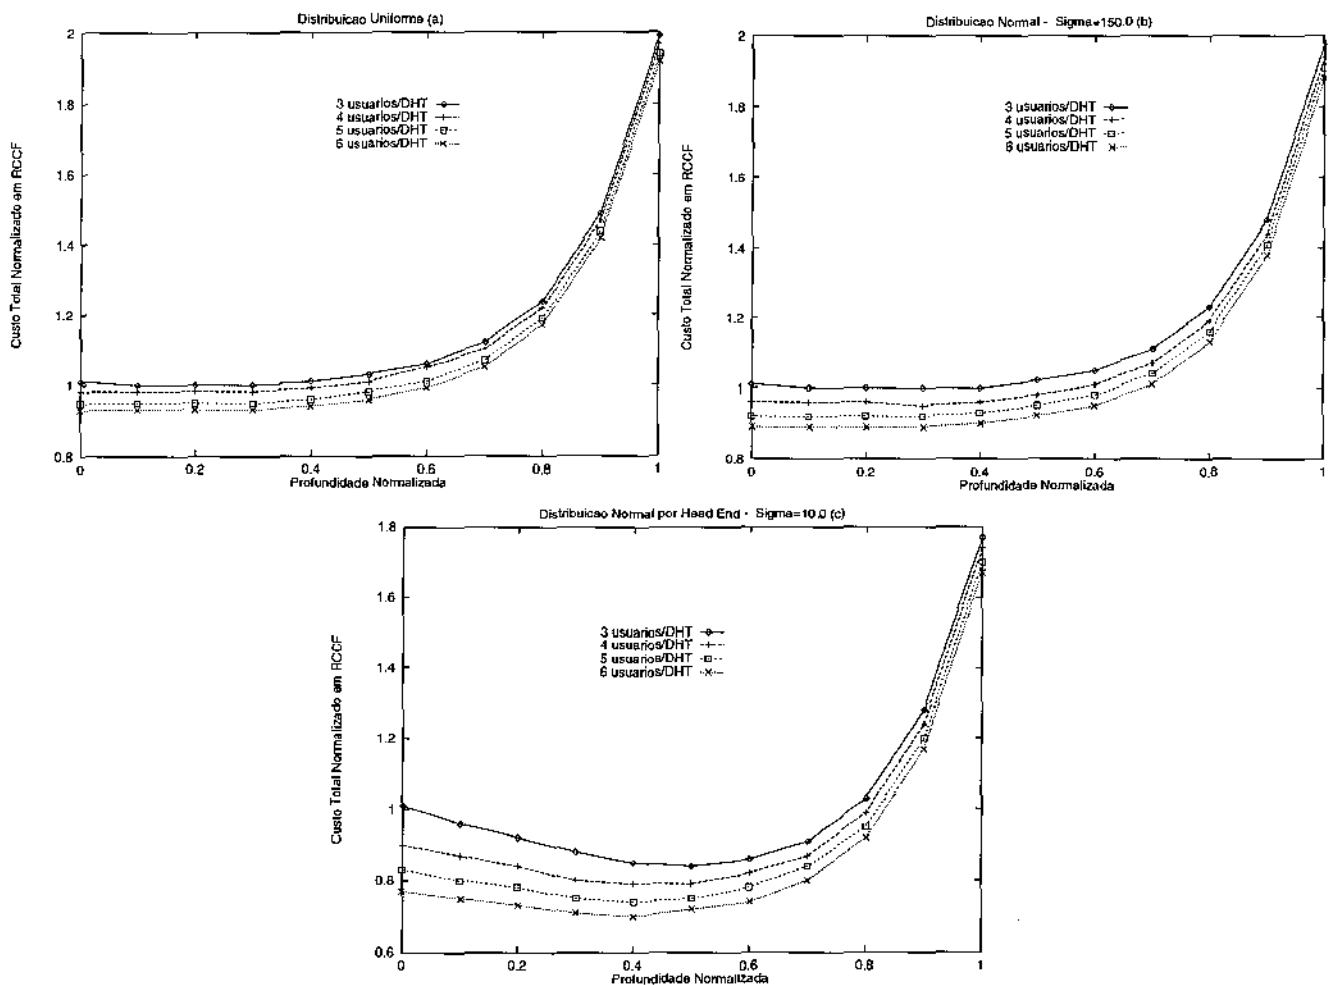 Distribuicao Uniforme (a)
Custo Total Normalizado em RCCF
2
1.8
1.6
1.4
1.2
1
0.8
3 usuarios/DHT
4 usuarios/DHT
5 usuarios/DHT
6 usuarios/DHT
0
0.2
0.4
0.6
0.8
1
Profundidade Normalizada
Distribuicao Normal - Sigma=150.0 (b)
Custo Total Normalizado em RCCF
2
1.8
1.6
1.4
1.2
1
0.8
3 usuarios/DHT
4 usuarios/DHT
5 usuarios/DHT
6 usuarios/DHT
0
0.2
0.4
0.6
0.8
1
Profundidade Normalizada
Distribuicao Normal por Head End - Sigma=10.0 (c)
Custo Total Normalizado em RCCF
1.8
1.6
1.4
1.2
1
0.8
0.6
3 usuarios/DHT
4 usuarios/DHT
5 usuarios/DHT
6 usuarios/DHT
0
0.2
0.4
0.6
0.8
1
Profundidade Normalizada